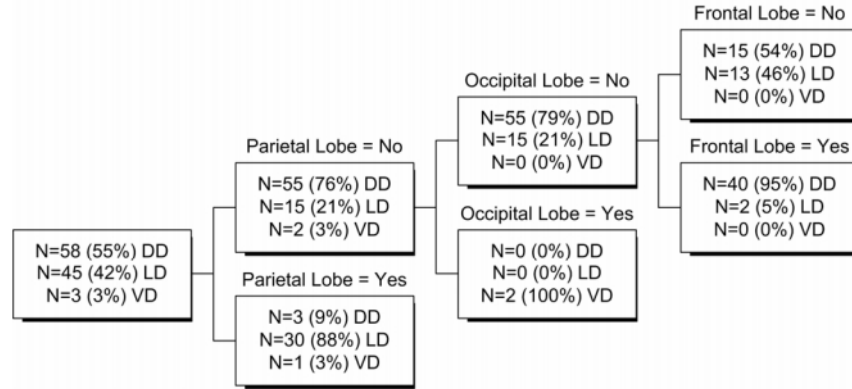 Frontal Lobe = No
N=15 (54%) DD
N=13 (46%) LD
N=0 (0%) VD
Occipital Lobe = No
N=55 (79%) DD
N=15 (21%) LD
N=0 (0%) VD
Parietal Lobe = No
N=55 (76%) DD
N=15 (21%) LD
N=2 (3%) VD
Frontal Lobe = Yes
N=40 (95%) DD
N=2 (5%) LD
N=0 (0%) VD
Occipital Lobe = Yes
N=0 (0%) DD
N=0 (0%) LD
N=2 (100%) VD
N=58 (55%) DD
N=45 (42%) LD
N=3 (3%) VD
Parietal Lobe = Yes
N=3 (9%) DD
N=30 (88%) LD
N=1 (3%) VD